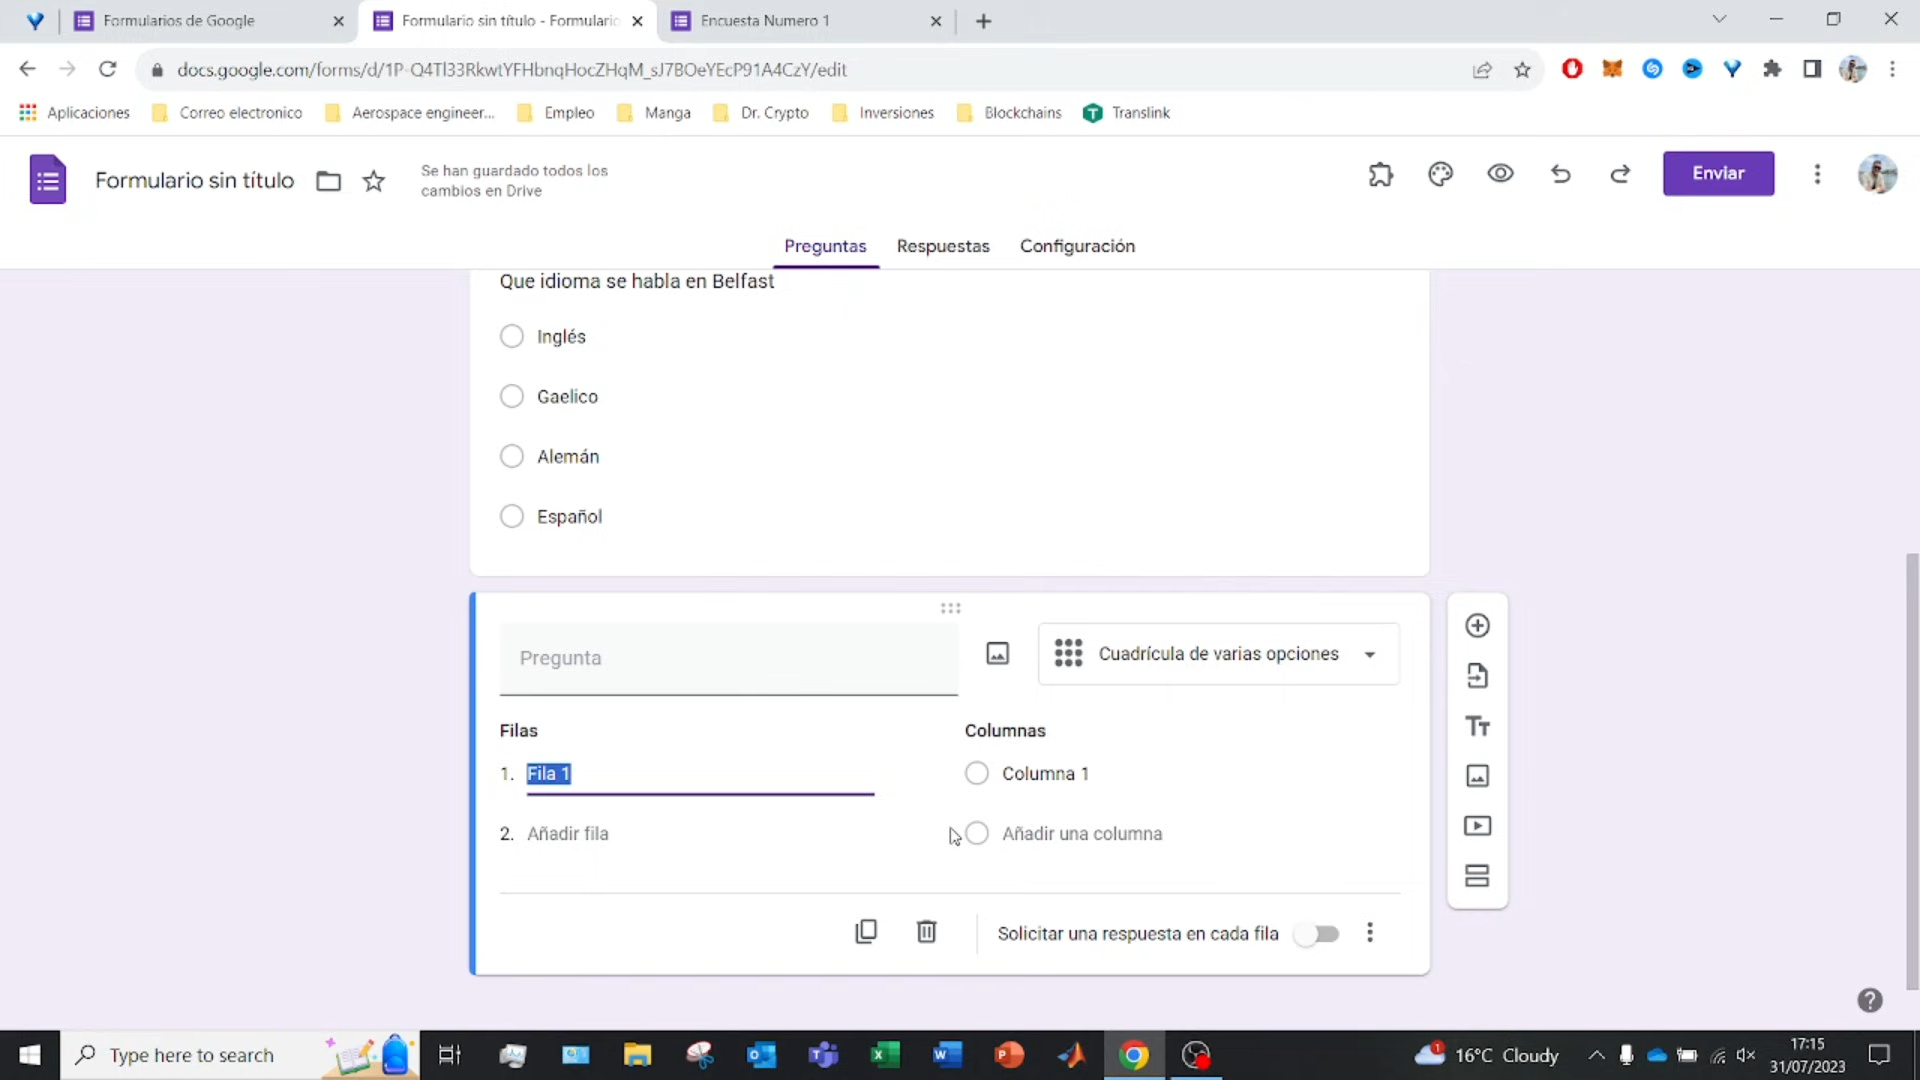 Formularios de Google
Formulario sin título - Formulario
Encuesta Numero 1
docs.google.com/forms/d/1P-Q4Tl33RkwtYFHbnqHocZHqM_sJ7BOeYEcP91A4CzY/edit
Aplicaciones
Correo electronico
Aerospace engineer...
Empleo
Manga
Dr. Crypto
Inversiones
Blockchains
Translink
Formulario sin título
Se han guardado todos los
cambios en Drive
Enviar
Preguntas
Respuestas
Configuración
Que idioma se habla en Belfast
Inglés
Gaelico
Alemán
Español
Pregunta
Cuadrícula de varias opciones
Filas
Columnas
1. Fila 1
Columna 1
2. Añadir fila
Añadir una columna
Solicitar una respuesta en cada fila
Type here to search
16°C Cloudy
17:15
31/07/2023